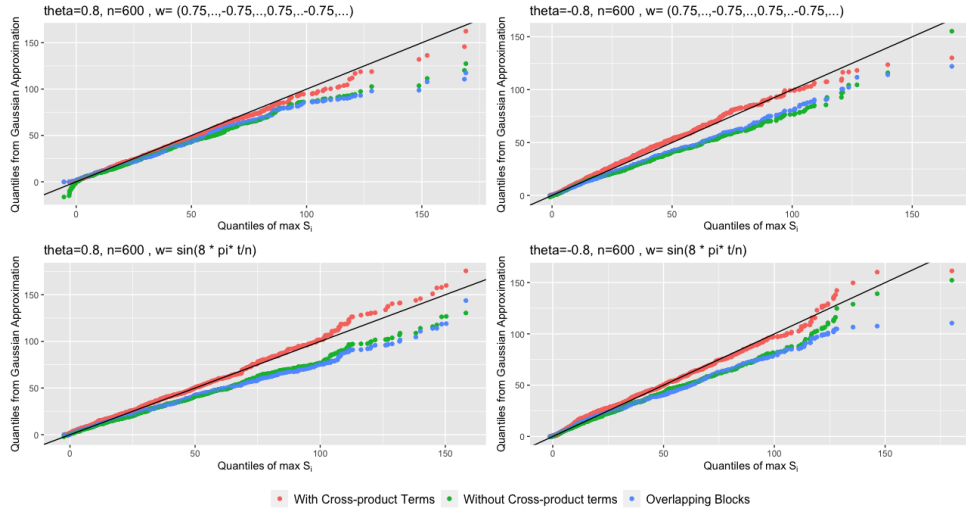 theta=0.8, n=600 , w= (0.75,..,-0.75,..,0.75,..-0.75,...)
Quantiles from Gaussian Approximation
150
100
50
0
0
50
100
150
Quantiles of max Si
theta=-0.8, n=600 , w= (0.75,..,-0.75,..,0.75,..-0.75,...)
Quantiles from Gaussian Approximation
150
100
50
0
0
50
100
150
Quantiles of max Si
theta=0.8, n=600 , w= sin(8 * pi* t/n)
Quantiles from Gaussian Approximation
150
100
50
0
0
50
100
150
Quantiles of max Si
theta=-0.8, n=600 , w= sin(8 * pi* t/n)
Quantiles from Gaussian Approximation
150
100
50
0
0
50
100
150
Quantiles of max Si
With Cross-product Terms
Without Cross-product terms
Overlapping Blocks